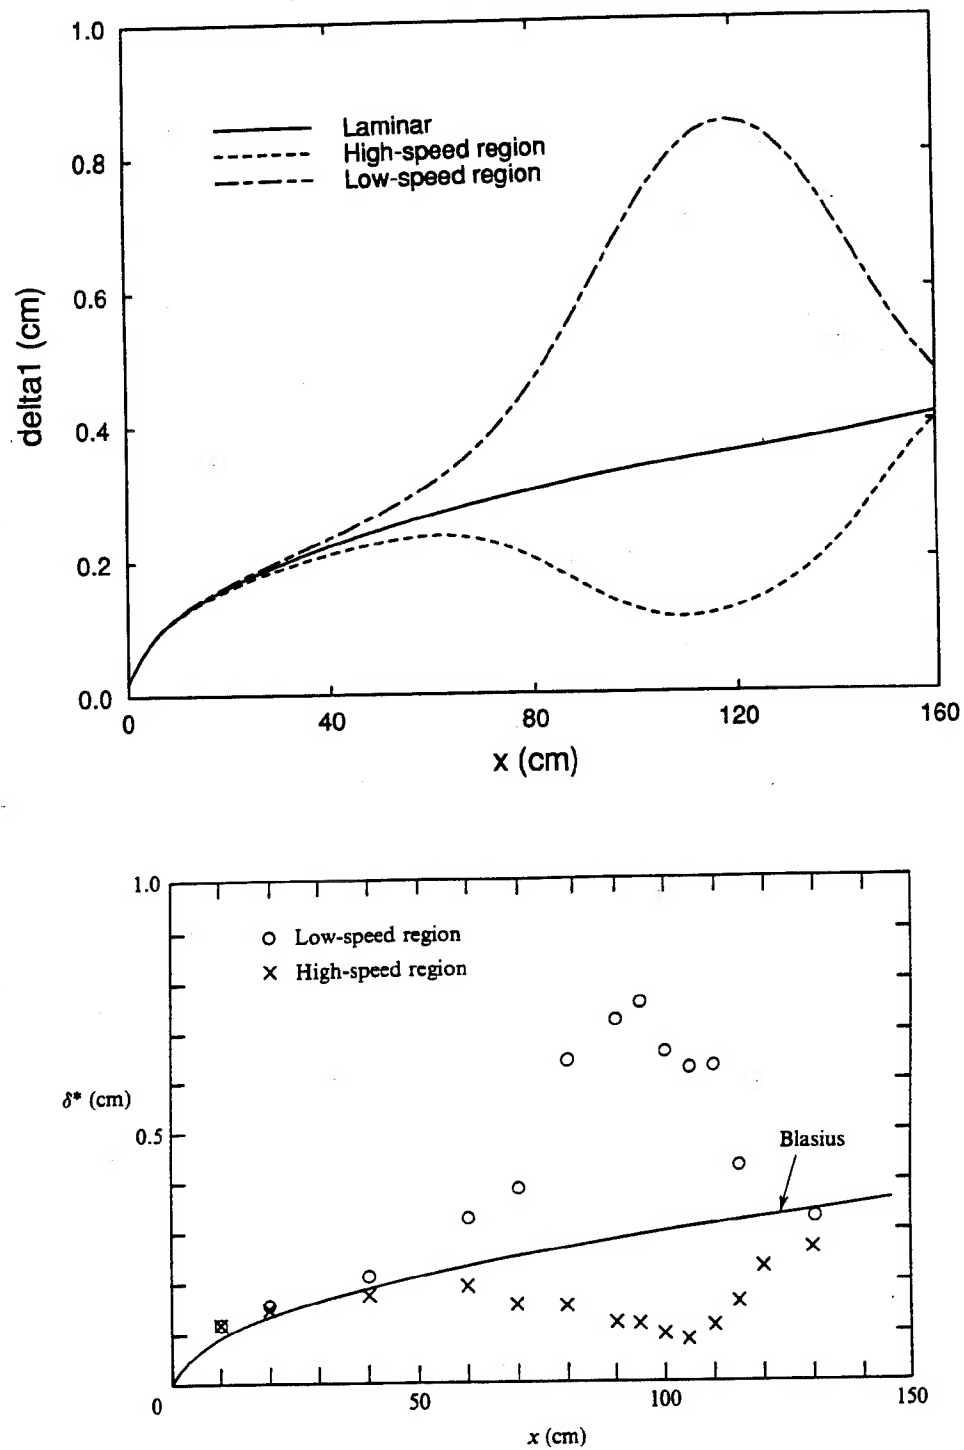 1.0
Laminar
High-speed region
Low-speed region
0.8
0.6
delta1 (cm)
0.4
0.2
0.0
0
40
80
120
160
x (cm)
1.0
Low-speed region
High-speed region
δ* (cm)
0.5
Blasius
0
50
100
150
x (cm)